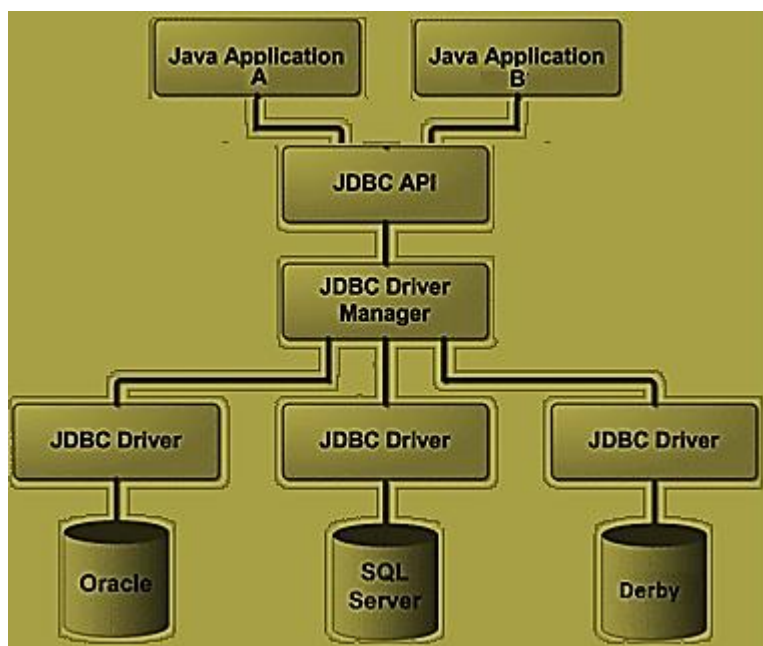 Java Application
A
Java Application
B
JDBC API
JDBC Driver
Manager
JDBC Driver
JDBC Driver
JDBC Driver
Oracle
SQL
Server
Derby